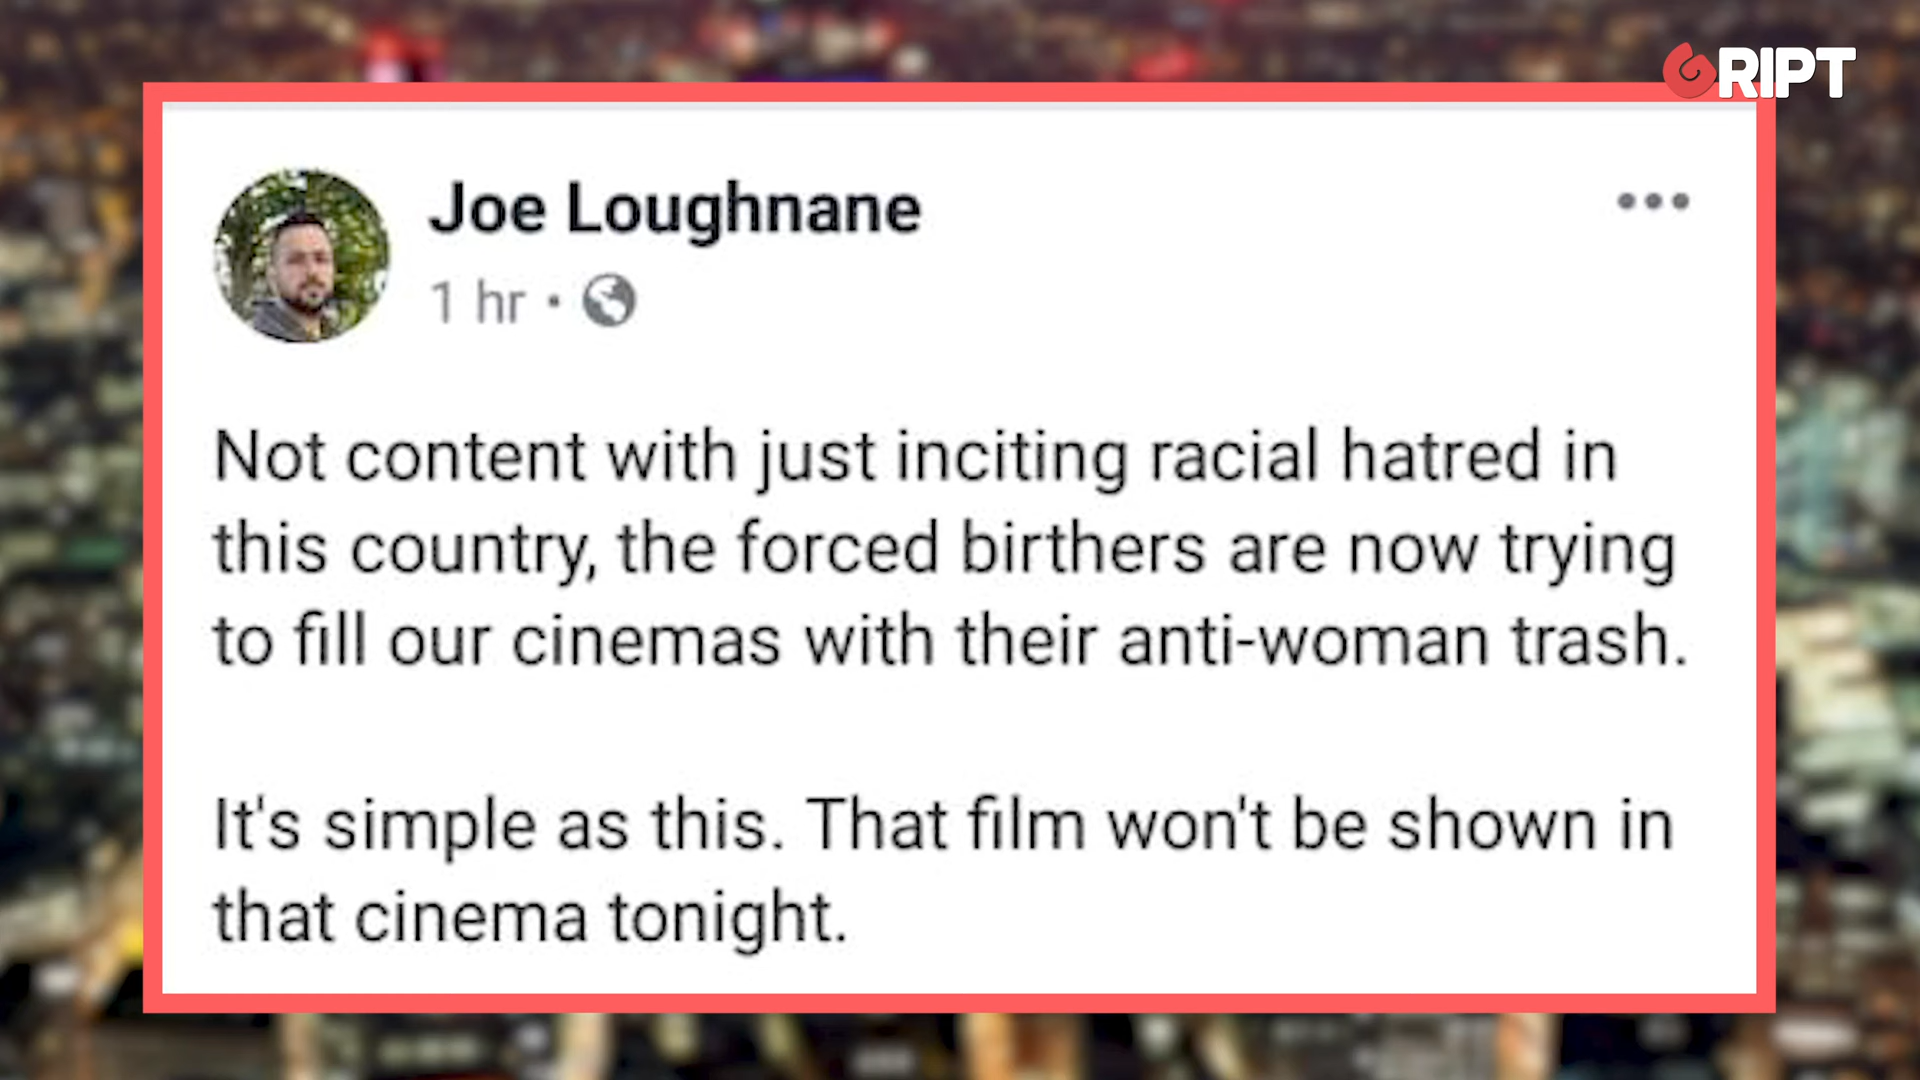 GRIPT
Joe Loughnane
1 hr •
Not content with just inciting racial hatred in
this country, the forced birthers are now trying
to fill our cinemas with their anti-woman trash.
It's simple as this. That film won't be shown in
that cinema tonight.